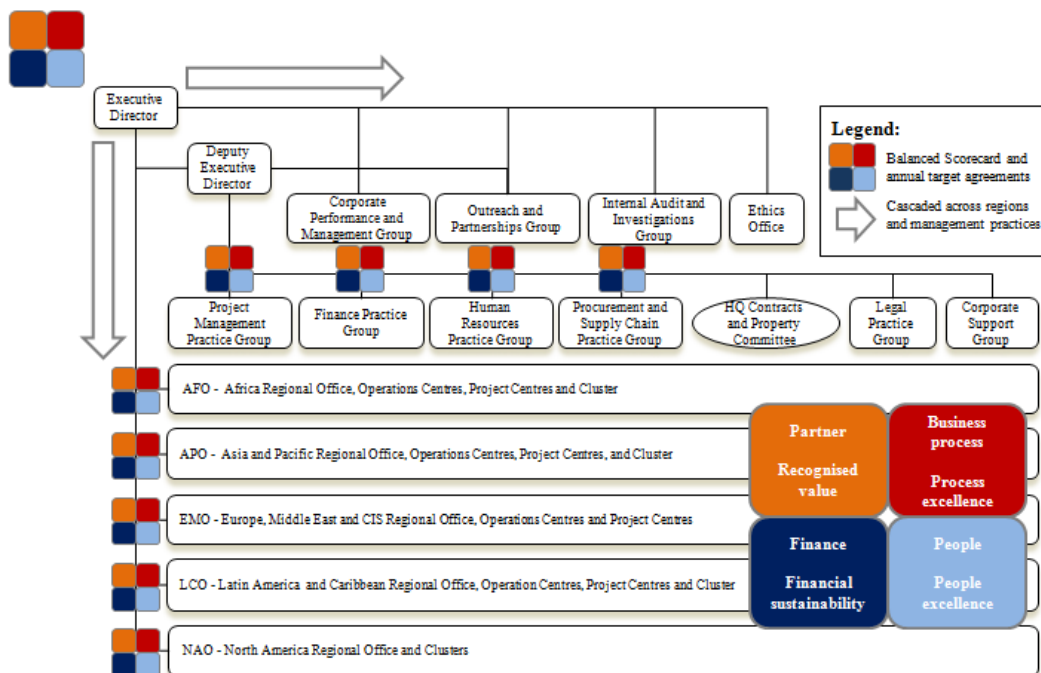 Executive
Director
Deputy
Executive
Director
Corporate
Performance and
Management Group
Outreach and
Partnerships Group
Internal Audit and
Investigations
Group
Ethics
Office
Legend:
Balanced Scorecard and
annual target agreements
Cascaded across regions
and management practices
Project
Management
Practice Group
Finance Practice
Group
Human
Resources
Practice Group
Procurement and
Supply Chain
Practice Group
HQ Contracts
and Property
Committee
Legal
Practice
Group
Corporate
Support
Group
AFO - Africa Regional Office, Operations Centres, Project Centres and Cluster
APO - Asia and Pacific Regional Office, Operations Centres, Project Centres, and Cluster
EMO - Europe, Middle East and CIS Regional Office, Operations Centres and Project Centres
LCO - Latin America and Caribbean Regional Office, Operation Centres, Project Centres and Cluster
NAO - North America Regional Office and Clusters
Partner
Recognised
value
Business
process
Process
excellence
Finance
Financial
sustainability
People
People
excellence